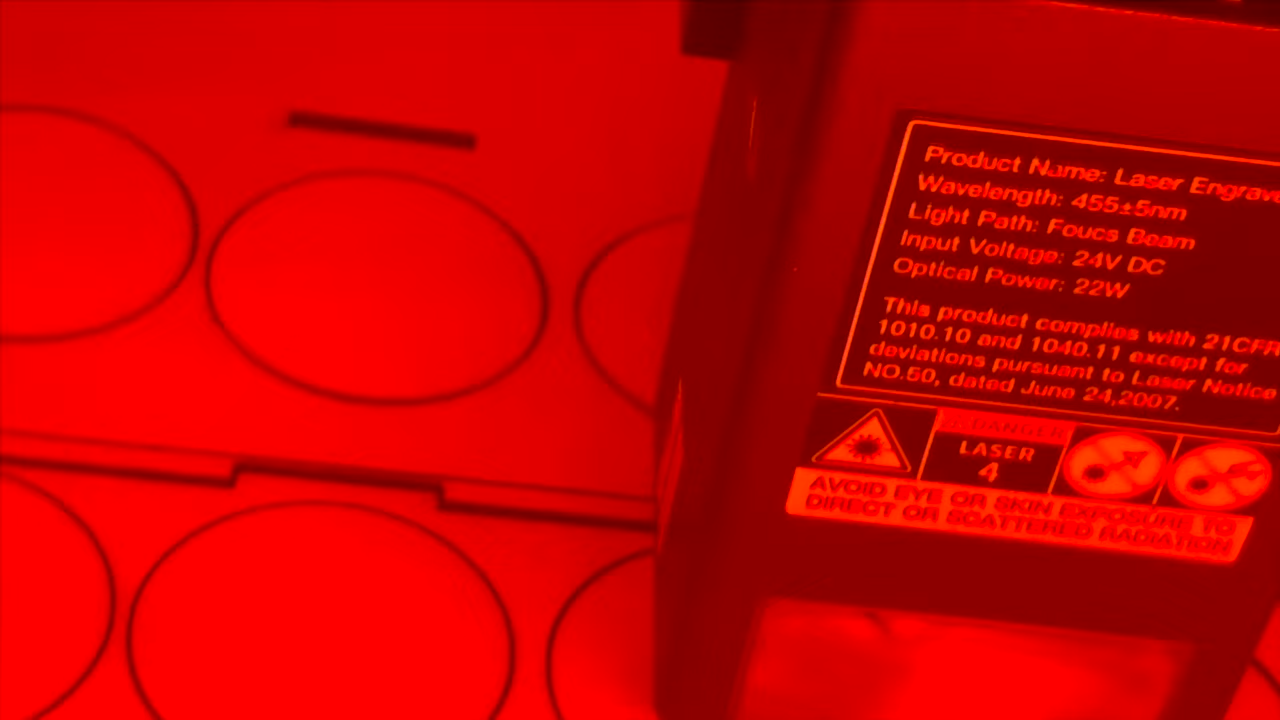 Product Name: Laser Engrave
Wavelength: 455±5nm
Light Path: Foucs Beam
Input Voltage: 24V DC
Optical Power: 22W
This product complies with 21CFR
1010.10 and 1040.11 except for
deviations pursuant to Laser Notice
NO.50, dated June 24,2007.
DANGER
LASER
4
AVOID EYE OR SKIN EXPOSURE TO
DIRECT OR SCATTERED RADIATION